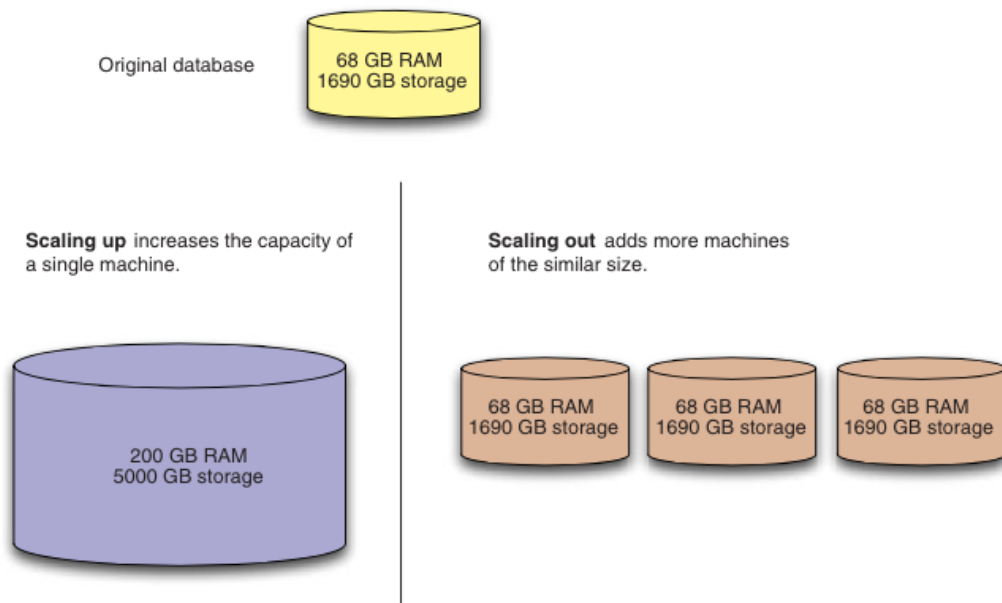 Original database
68 GB RAM
1690 GB storage
Scaling up increases the capacity of
a single machine.
200 GB RAM
5000 GB storage
Scaling out adds more machines
of the similar size.
68 GB RAM
1690 GB storage
68 GB RAM
1690 GB storage
68 GB RAM
1690 GB storage